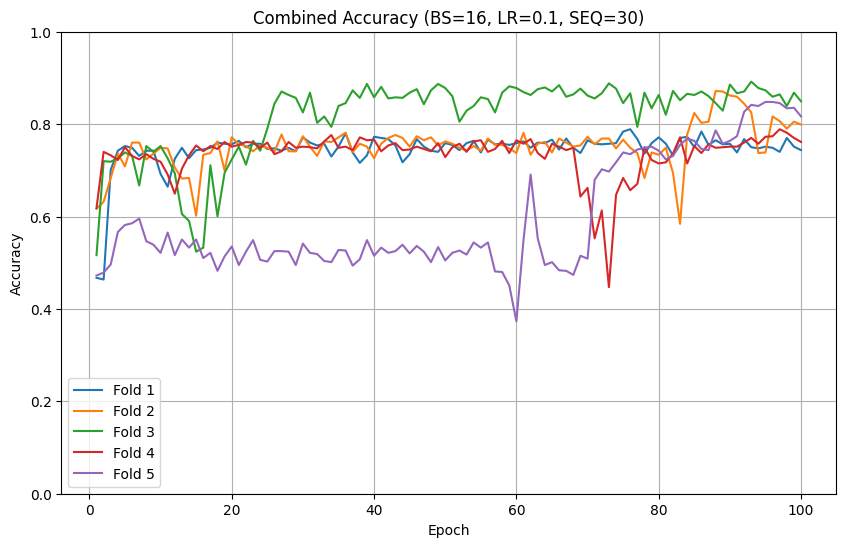 Combined Accuracy (BS=16, LR=0.1, SEQ=30)
1.0
0.8
0.6
0.4
0.2
0.0
Accuracy
Fold 1
Fold 2
Fold 3
Fold 4
Fold 5
0 20 40 60 80 100
Epoch